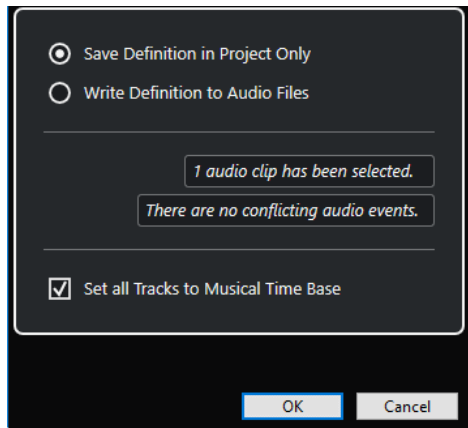 Save Definition in Project Only
Write Definition to Audio Files
1 audio clip has been selected.
There are no conflicting audio events.
Set all Tracks to Musical Time Base
OK
Cancel